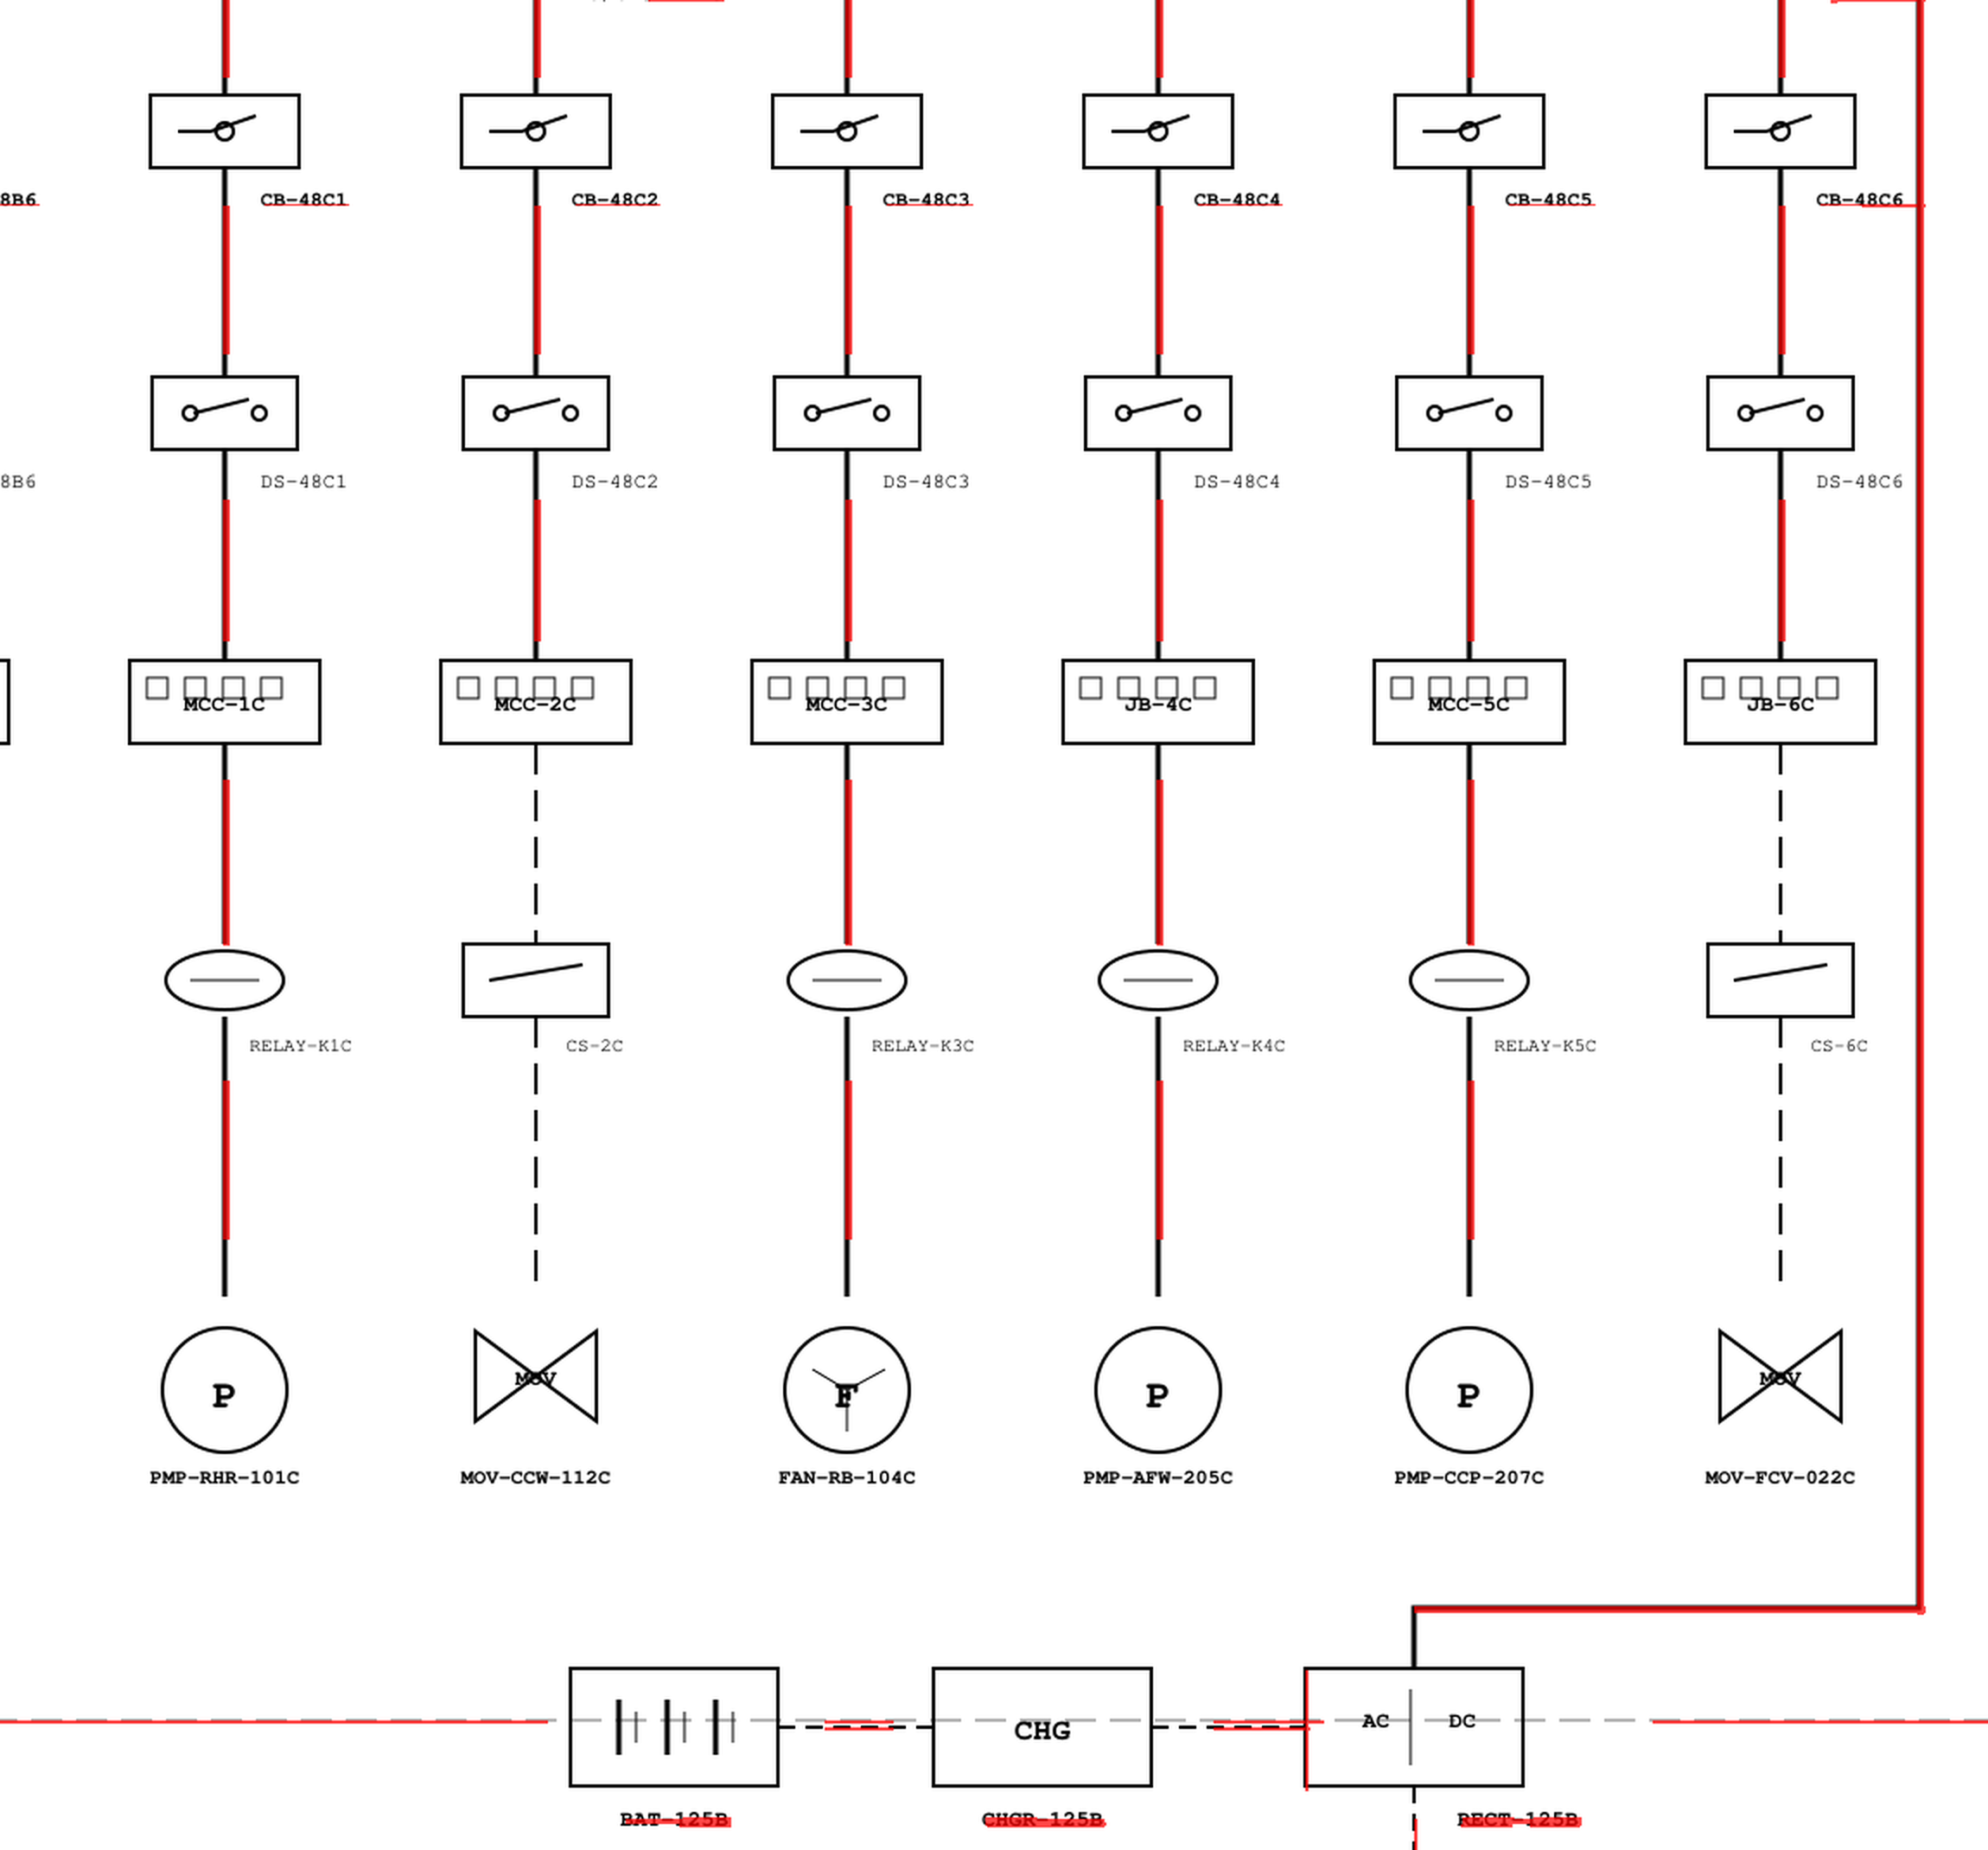 8B6 CB-48C1 CB-48C2 CB-48C3 CB-48C4 CB-48C5 CB-48C6
8B6 DS-48C1 DS-48C2 DS-48C3 DS-48C4 DS-48C5 DS-48C6
MCC-1C MCC-2C MCC-3C JB-4C MCC-5C JB-6C
RELAY-K1C CS-2C RELAY-K3C RELAY-K4C RELAY-K5C CS-6C
P MOV F P P MOV
PMP-RHR-101C MOV-CCW-112C FAN-RB-104C PMP-AFW-205C PMP-CCP-207C MOV-FCV-022C
CHG AC DC
BAT-125B CHGR-125B RECT-125B